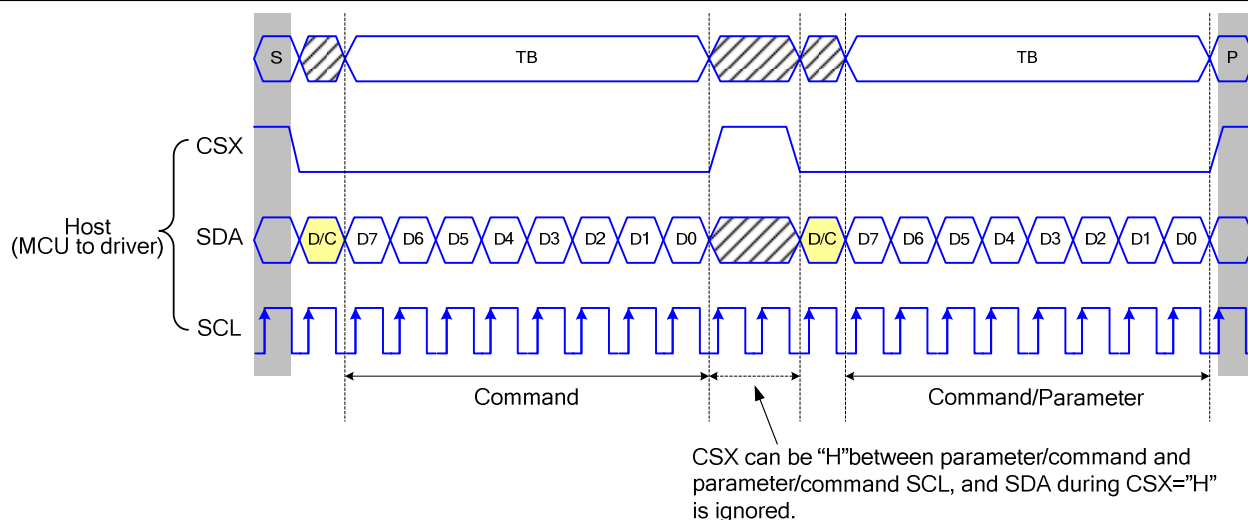 S TB TB P
CSX
Host
(MCU to driver)
SDA D/C D7 D6 D5 D4 D3 D2 D1 D0 D/C D7 D6 D5 D4 D3 D2 D1 D0
SCL
Command Command/Parameter
CSX can be “H”between parameter/command and
parameter/command SCL, and SDA during CSX=”H”
is ignored.